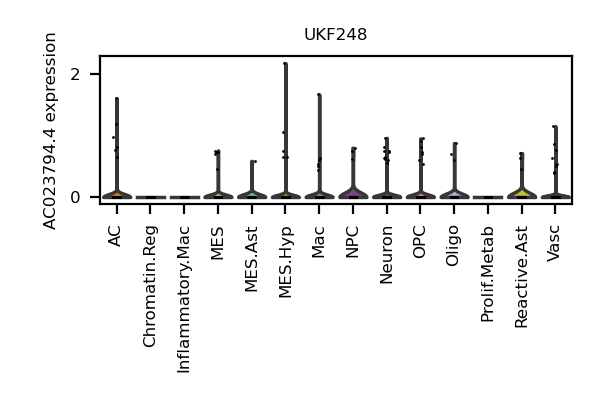 UKF248
AC023794.4 expression
2
0
AC
Chromatin.Reg
Inflammatory.Mac
MES
MES.Ast
MES.Hyp
Mac
NPC
Neuron
OPC
Oligo
Prolif.Metab
Reactive.Ast
Vasc